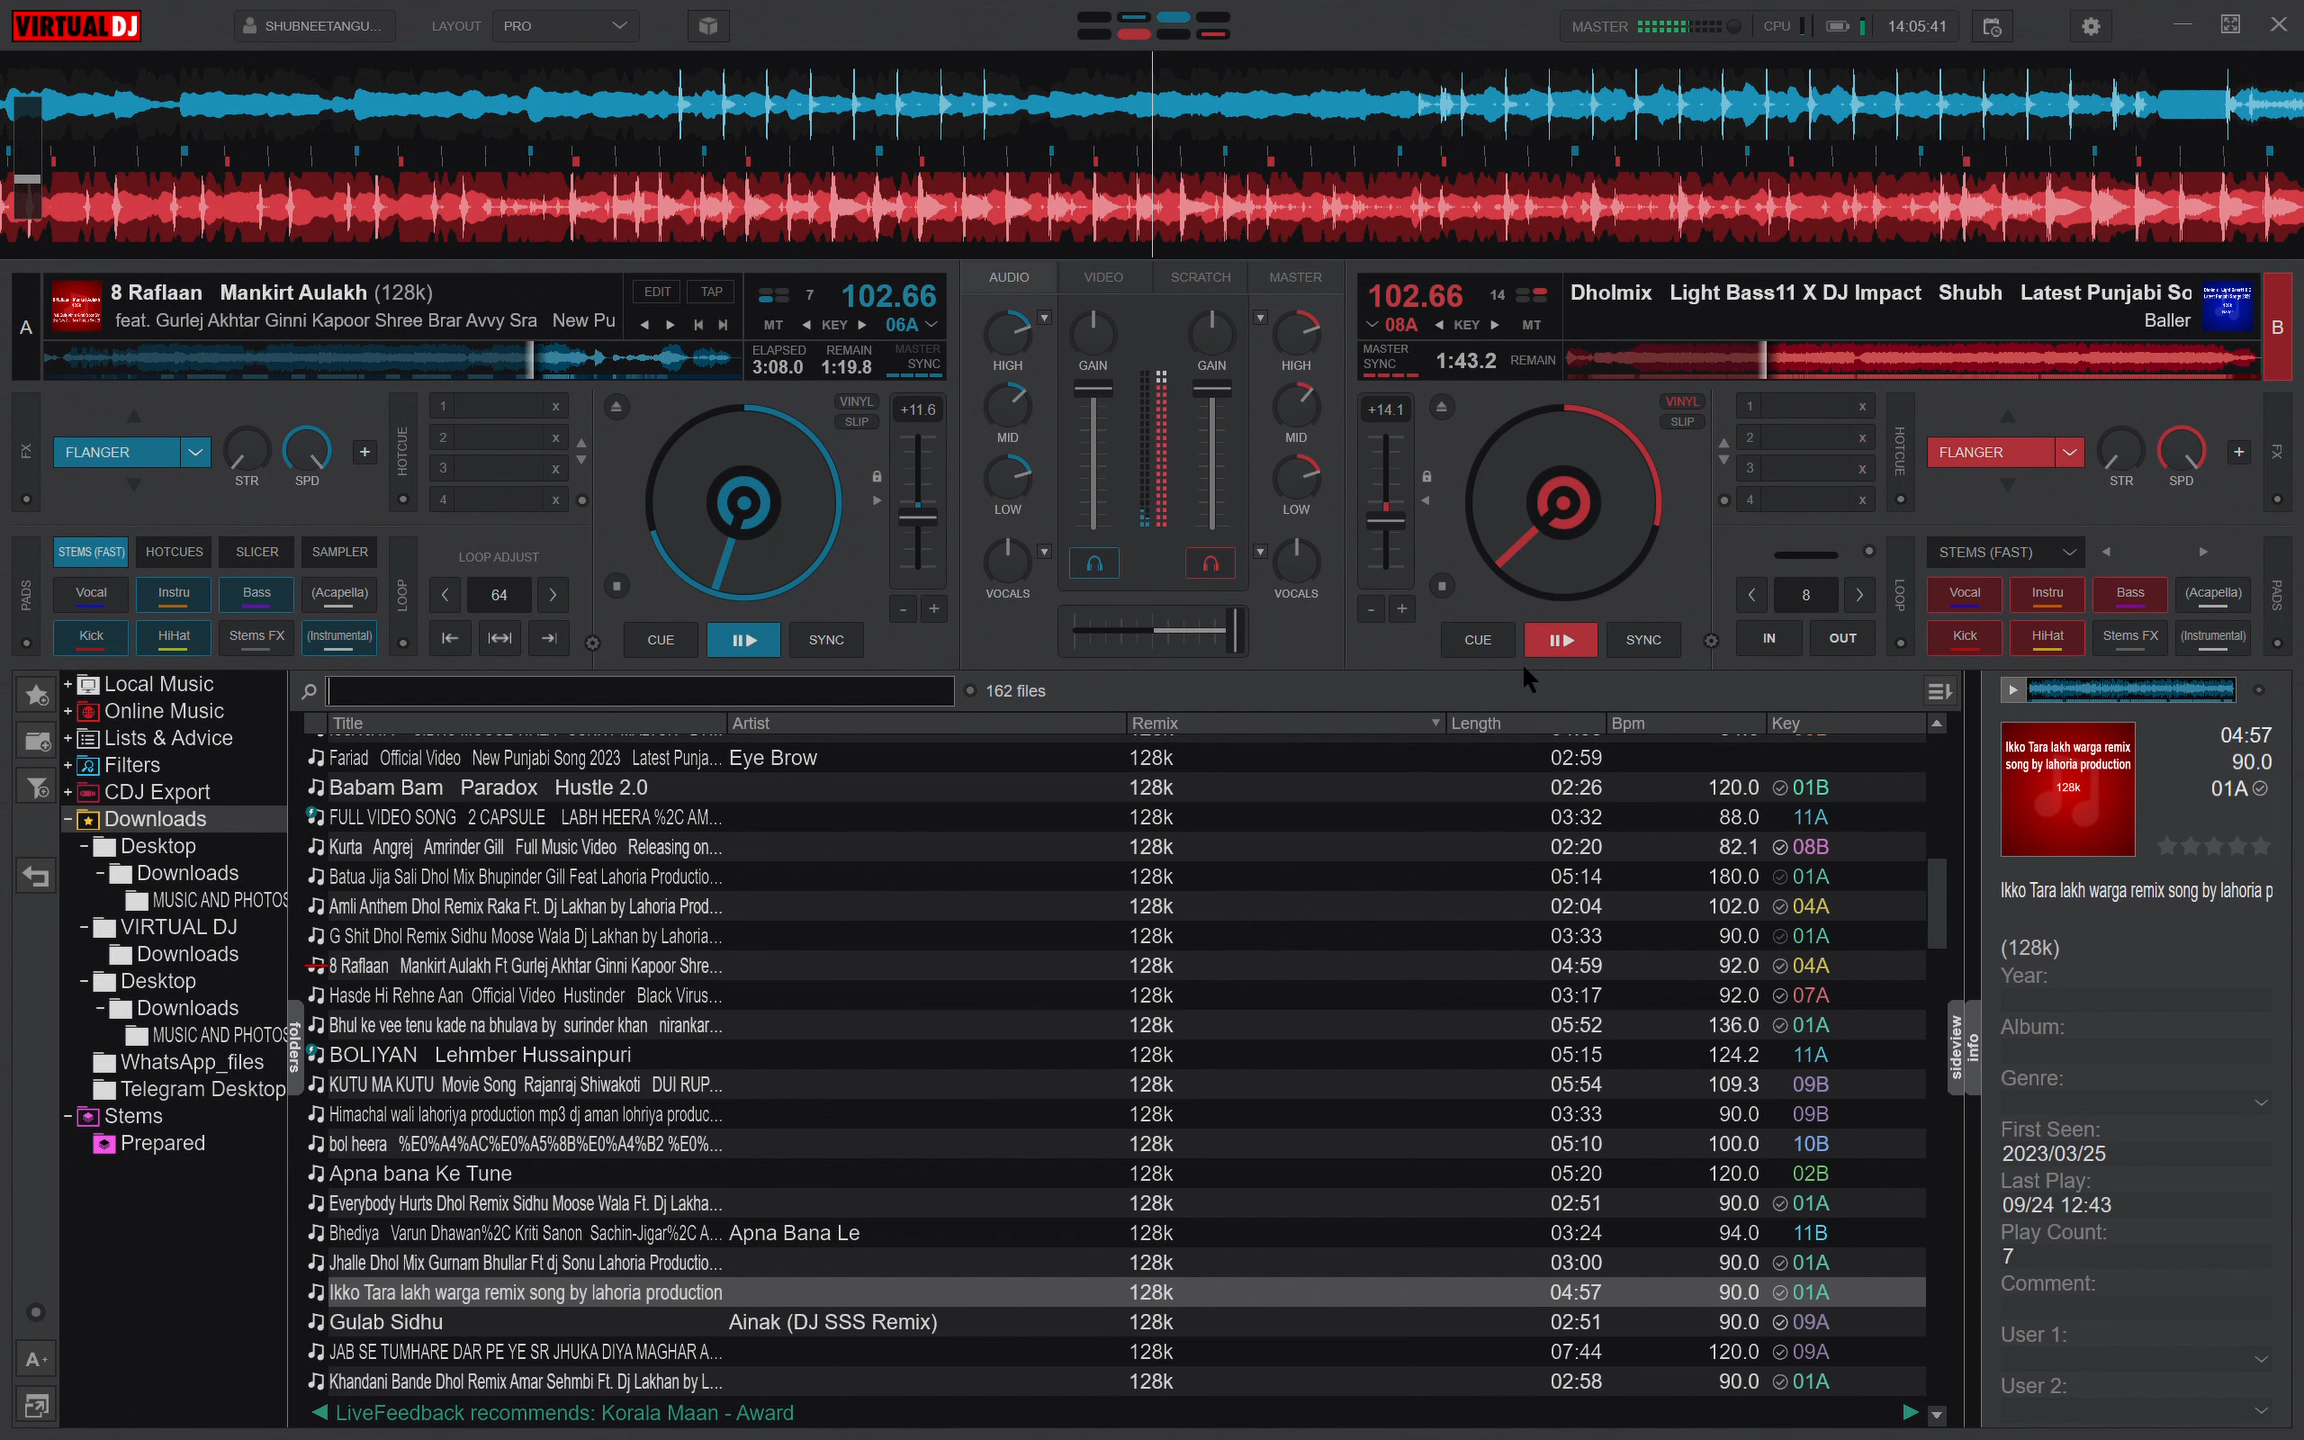 VIRTUALDJ SHUBNEETANGU... LAYOUT PRO MASTER CPU 14:05:41
A 8 Raflaan Mankirt Aulakh (128k) EDIT TAP 7 102.66
feat. Gurlej Akhtar Ginni Kapoor Shree Brar Avvy Sra New Pu MT KEY 06A
ELAPSED 3:08.0 REMAIN 1:19.8 MASTER SYNC
AUDIO VIDEO SCRATCH MASTER
102.66 14 Dholmix Light Bass11 X DJ Impact Shubh Latest Punjabi So B
08A KEY MT Baller
MASTER SYNC 1:43.2 REMAIN
HIGH GAIN GAIN HIGH
MID MID
LOW LOW
VOCALS VOCALS
FX FLANGER STR SPD + HOTCUE
1 x
2 x
3 x
4 x
VINYL
SLIP
+11.6
- +
PADS STEMS (FAST) HOTCUES SLICER SAMPLER
Vocal Instru Bass (Acapella)
Kick HiHat Stems FX (Instrumental)
LOOP LOOP ADJUST
64
CUE SYNC
+14.1
- +
VINYL
SLIP
CUE SYNC
1 x
2 x
3 x
4 x
HOTCUE FLANGER STR SPD + FX
8
IN OUT
LOOP STEMS (FAST) PADS
Vocal Instru Bass (Acapella)
Kick HiHat Stems FX (Instrumental)
+ Local Music
+ Online Music
+ Lists & Advice
+ Filters
+ CDJ Export
- Downloads
- Desktop
- Downloads
MUSIC AND PHOTOS
- VIRTUAL DJ
Downloads
- Desktop
- Downloads
MUSIC AND PHOTOS
WhatsApp_files
Telegram Desktop
- Stems
Prepared
folders
A+
162 files
Title Artist Remix Length Bpm Key
Fariad Official Video New Punjabi Song 2023 Latest Punja... Eye Brow 128k 02:59
Babam Bam Paradox Hustle 2.0 128k 02:26 120.0 01B
FULL VIDEO SONG 2 CAPSULE LABH HEERA %2C AM... 128k 03:32 88.0 11A
Kurta Angrej Amrinder Gill Full Music Video Releasing on... 128k 02:20 82.1 08B
Batua Jija Sali Dhol Mix Bhupinder Gill Feat Lahoria Productio... 128k 05:14 180.0 01A
Amli Anthem Dhol Remix Raka Ft. Dj Lakhan by Lahoria Prod... 128k 02:04 102.0 04A
G Shit Dhol Remix Sidhu Moose Wala Dj Lakhan by Lahoria... 128k 03:33 90.0 01A
8 Raflaan Mankirt Aulakh Ft Gurlej Akhtar Ginni Kapoor Shre... 128k 04:59 92.0 04A
Hasde Hi Rehne Aan Official Video Hustinder Black Virus... 128k 03:17 92.0 07A
Bhul ke vee tenu kade na bhulava by surinder khan nirankar... 128k 05:52 136.0 01A
BOLIYAN Lehmber Hussainpuri 128k 05:15 124.2 11A
KUTU MA KUTU Movie Song Rajanraj Shiwakoti DUI RUP... 128k 05:54 109.3 09B
Himachal wali lahoriya production mp3 dj aman lohriya produc... 128k 03:33 90.0 09B
bol heera %E0%A4%AC%E0%A5%8B%E0%A4%B2 %E0%... 128k 05:10 100.0 10B
Apna bana Ke Tune 128k 05:20 120.0 02B
Everybody Hurts Dhol Remix Sidhu Moose Wala Ft. Dj Lakha... 128k 02:51 90.0 01A
Bhediya Varun Dhawan%2C Kriti Sanon Sachin-Jigar%2C A... Apna Bana Le 128k 03:24 94.0 11B
Jhalle Dhol Mix Gurnam Bhullar Ft dj Sonu Lahoria Productio... 128k 03:00 90.0 01A
Ikko Tara lakh warga remix song by lahoria production 128k 04:57 90.0 01A
Gulab Sidhu Ainak (DJ SSS Remix) 128k 02:51 90.0 09A
JAB SE TUMHARE DAR PE YE SR JHUKA DIYA MAGHAR A... 128k 07:44 120.0 09A
Khandani Bande Dhol Remix Amar Sehmbi Ft. Dj Lakhan by L... 128k 02:58 90.0 01A
LiveFeedback recommends: Korala Maan - Award
sideview
info
Ikko Tara lakh warga remix
song by lahoria production
128k
04:57
90.0
01A
Ikko Tara lakh warga remix song by lahoria p
(128k)
Year:
Album:
Genre:
First Seen:
2023/03/25
Last Play:
09/24 12:43
Play Count:
7
Comment:
User 1:
User 2: